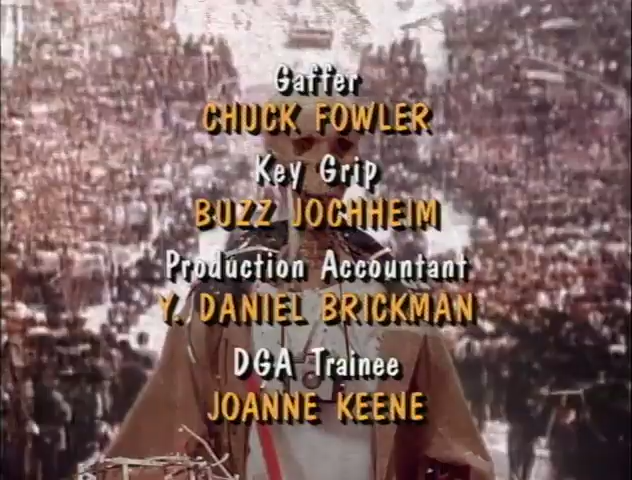 Gaffer
CHUCK FOWLER
Key Grip
BUZZ JOCHHEIM
Production Accountant
Y. DANIEL BRICKMAN
DGA Trainee
JOANNE KEENE